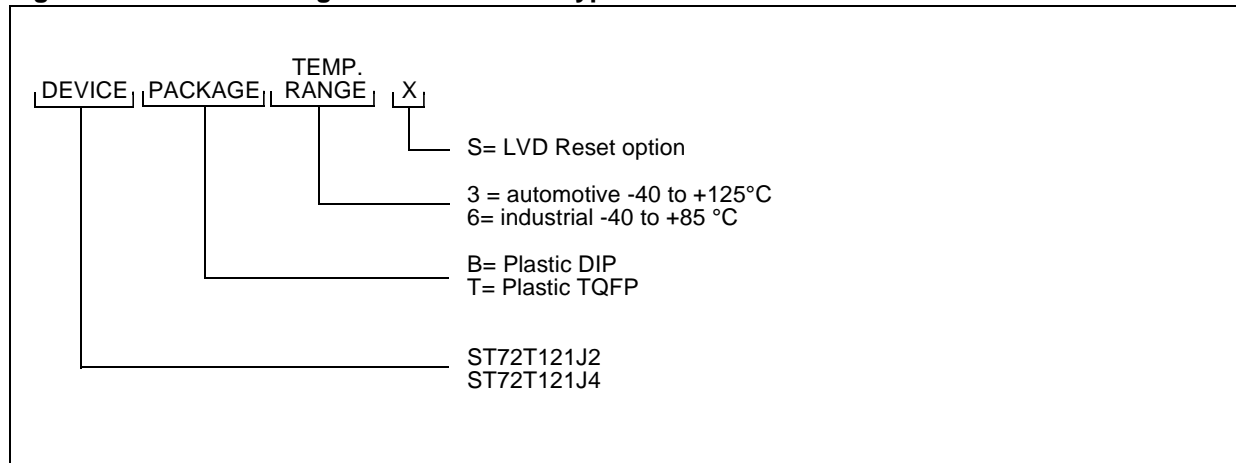 TEMP.
DEVICE PACKAGE RANGE X
S= LVD Reset option
3 = automotive -40 to +125°C
6= industrial -40 to +85 °C
B= Plastic DIP
T= Plastic TQFP
ST72T121J2
ST72T121J4